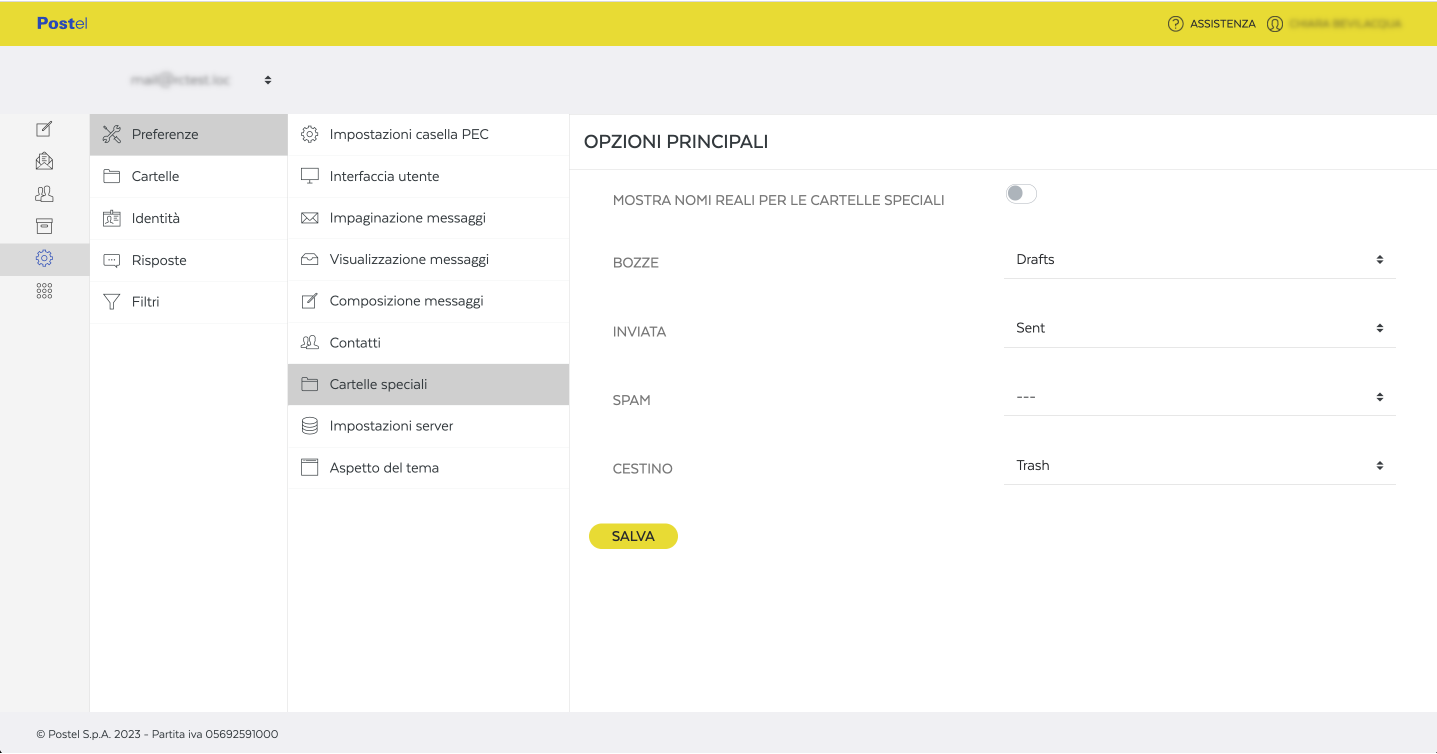 Postel
ASSISTENZA
Preferenze
Cartelle
Identità
Risposte
Filtri
Impostazioni casella PEC
Interfaccia utente
Impaginazione messaggi
Visualizzazione messaggi
Composizione messaggi
Contatti
Cartelle speciali
Impostazioni server
Aspetto del tema
OPZIONI PRINCIPALI
MOSTRA NOMI REALI PER LE CARTELLE SPECIALI
BOZZE Drafts
INVIATA Sent
SPAM ---
CESTINO Trash
SALVA
© Postel S.p.A. 2023 - Partita iva 05692591000